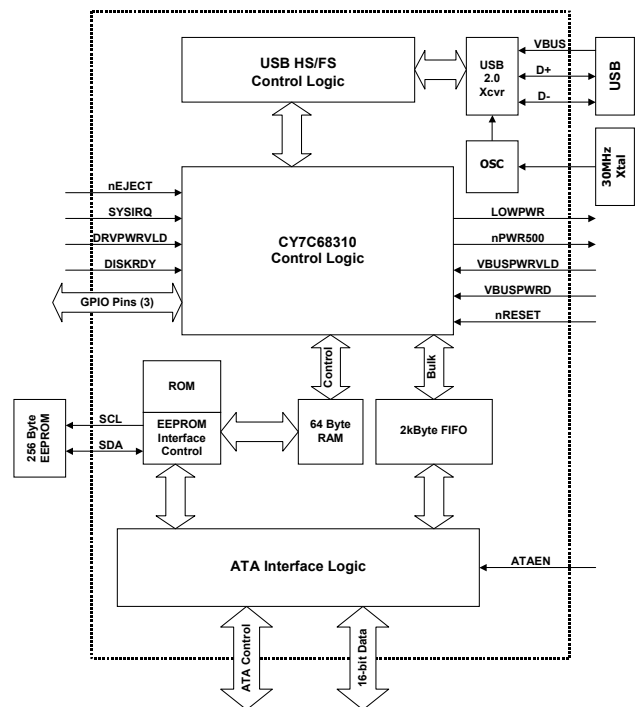 USB HS/FS
Control Logic
USB
2.0
Xcvr
VBUS
D+
D-
USB
OSC
30MHz
Xtal
nEJECT
SYSIRQ
DRVPWRVLD
DISKRDY
GPIO Pins (3)
CY7C68310
Control Logic
LOWPWR
nPWR500
VBUSPWRVLD
VBUSPWRD
nRESET
Control
Bulk
ROM
EEPROM
Interface
Control
256 Byte
EEPROM
SCL
SDA
64 Byte
RAM
2kByte FIFO
ATA Interface Logic
ATAEN
ATA Control
16-bit Data